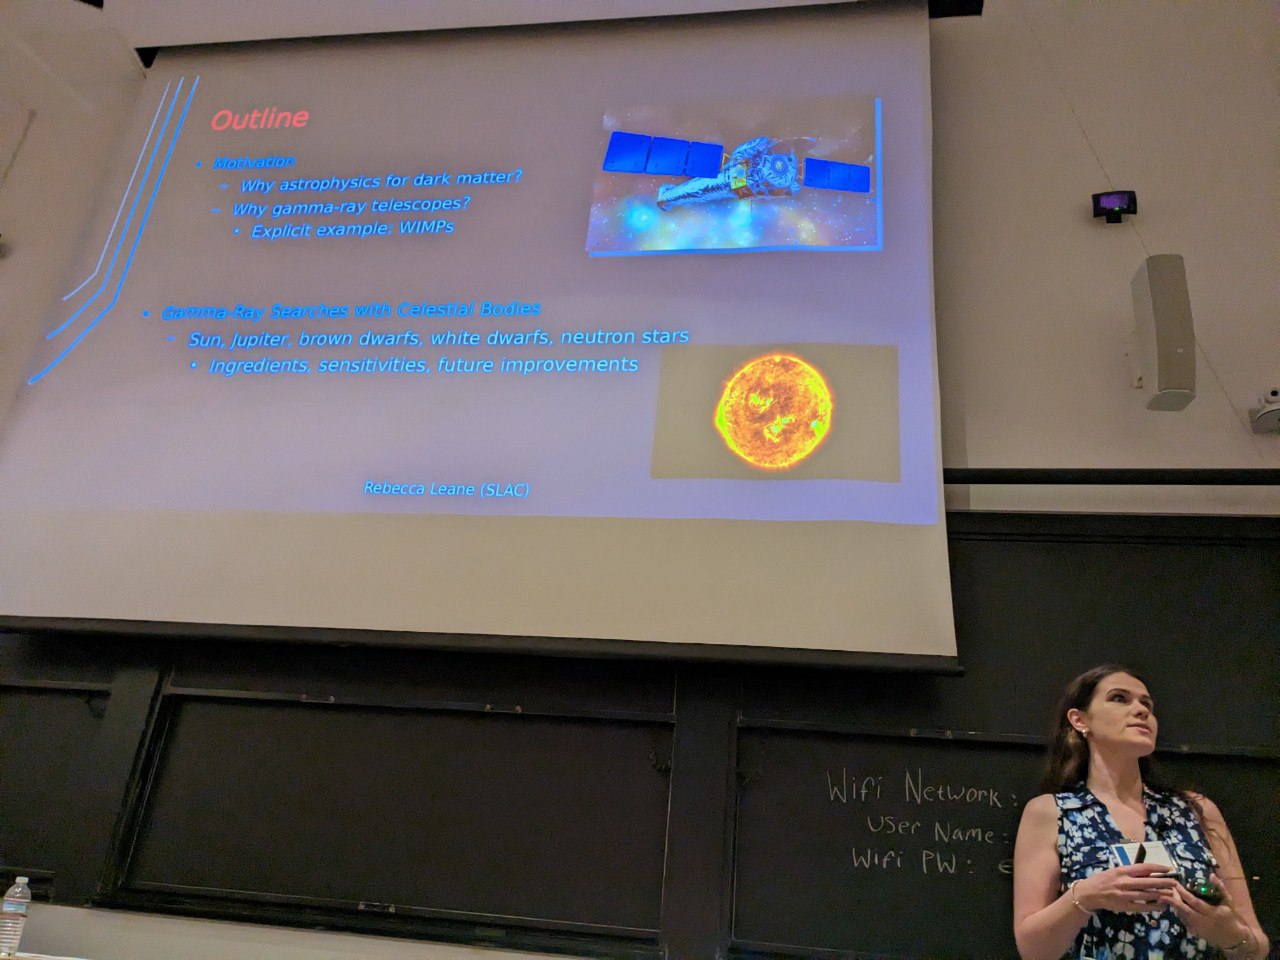 Outline
• Motivation
– Why astrophysics for dark matter?
– Why gamma-ray telescopes?
• Explicit example: WIMPs
• Gamma-Ray Searches with Celestial Bodies
– Sun, Jupiter, brown dwarfs, white dwarfs, neutron stars
• Ingredients, sensitivities, future improvements
Rebecca Leane (SLAC)
Wifi Network:
User Name:
Wifi PW: e